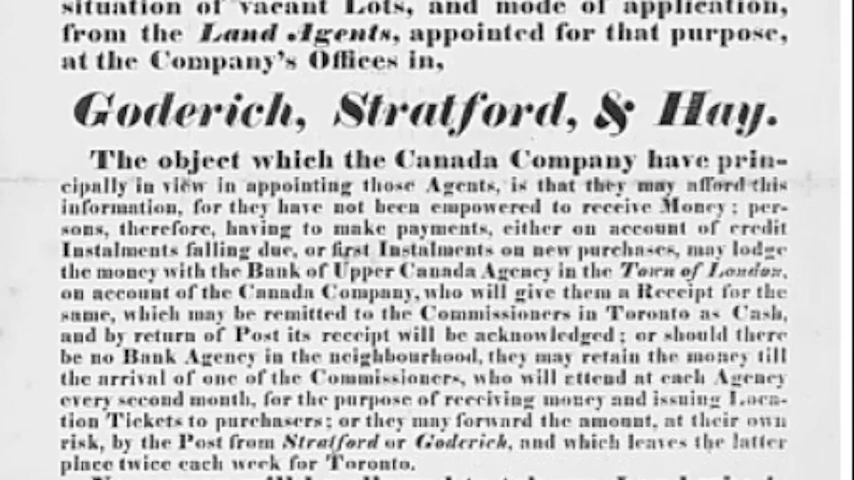 situation of vacant Lots, and mode of application,
from the Land Agents, appointed for that purpose,
at the Company's Offices in,
Goderich, Stratford, & Hay.
The object which the Canada Company have prin-
cipally in view in appointing those Agents, is that they may afford this
information, for they have not been empowered to receive Money; per-
sons, therefore, having to make payments, either on account of credit
Instalments falling due, or first Instalments on new purchases, may lodge
the money with the Bank of Upper Canada Agency in the Town of London,
on account of the Canada Company, who will give them a Receipt for the
same, which may be remitted to the Commissioners in Toronto as Cash,
and by return of Post its receipt will be acknowledged; or should there
be no Bank Agency in the neighbourhood, they may retain the money till
the arrival of one of the Commissioners, who will attend at each Agency
every second month, for the purpose of receiving money and issuing Loca-
tion Tickets to purchasers; or they may forward the amount, at their own
risk, by the Post from Stratford or Goderich, and which leaves the latter
place twice each week for Toronto.